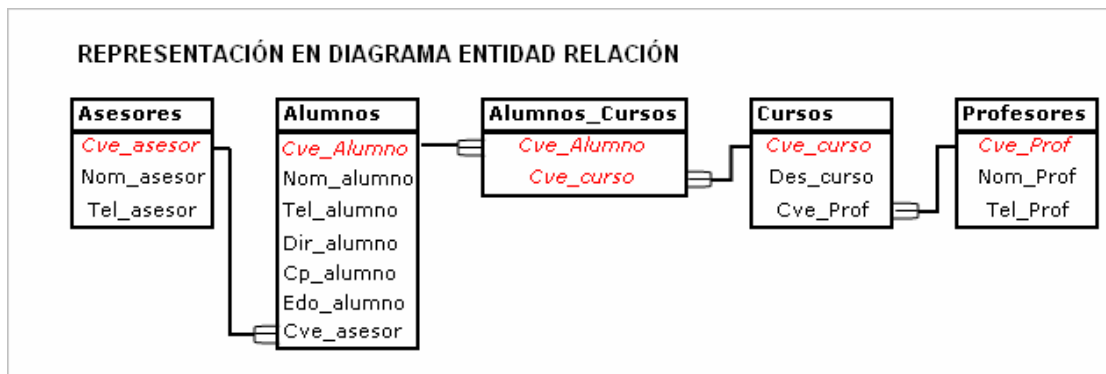 REPRESENTACIÓN EN DIAGRAMA ENTIDAD RELACIÓN
Asesores
Cve_asesor
Nom_asesor
Tel_asesor
Alumnos
Cve_Alumno
Nom_alumno
Tel_alumno
Dir_alumno
Cp_alumno
Edo_alumno
Cve_asesor
Alumnos_Cursos
Cve_Alumno
Cve_curso
Cursos
Cve_curso
Des_curso
Cve_Prof
Profesores
Cve_Prof
Nom_Prof
Tel_Prof